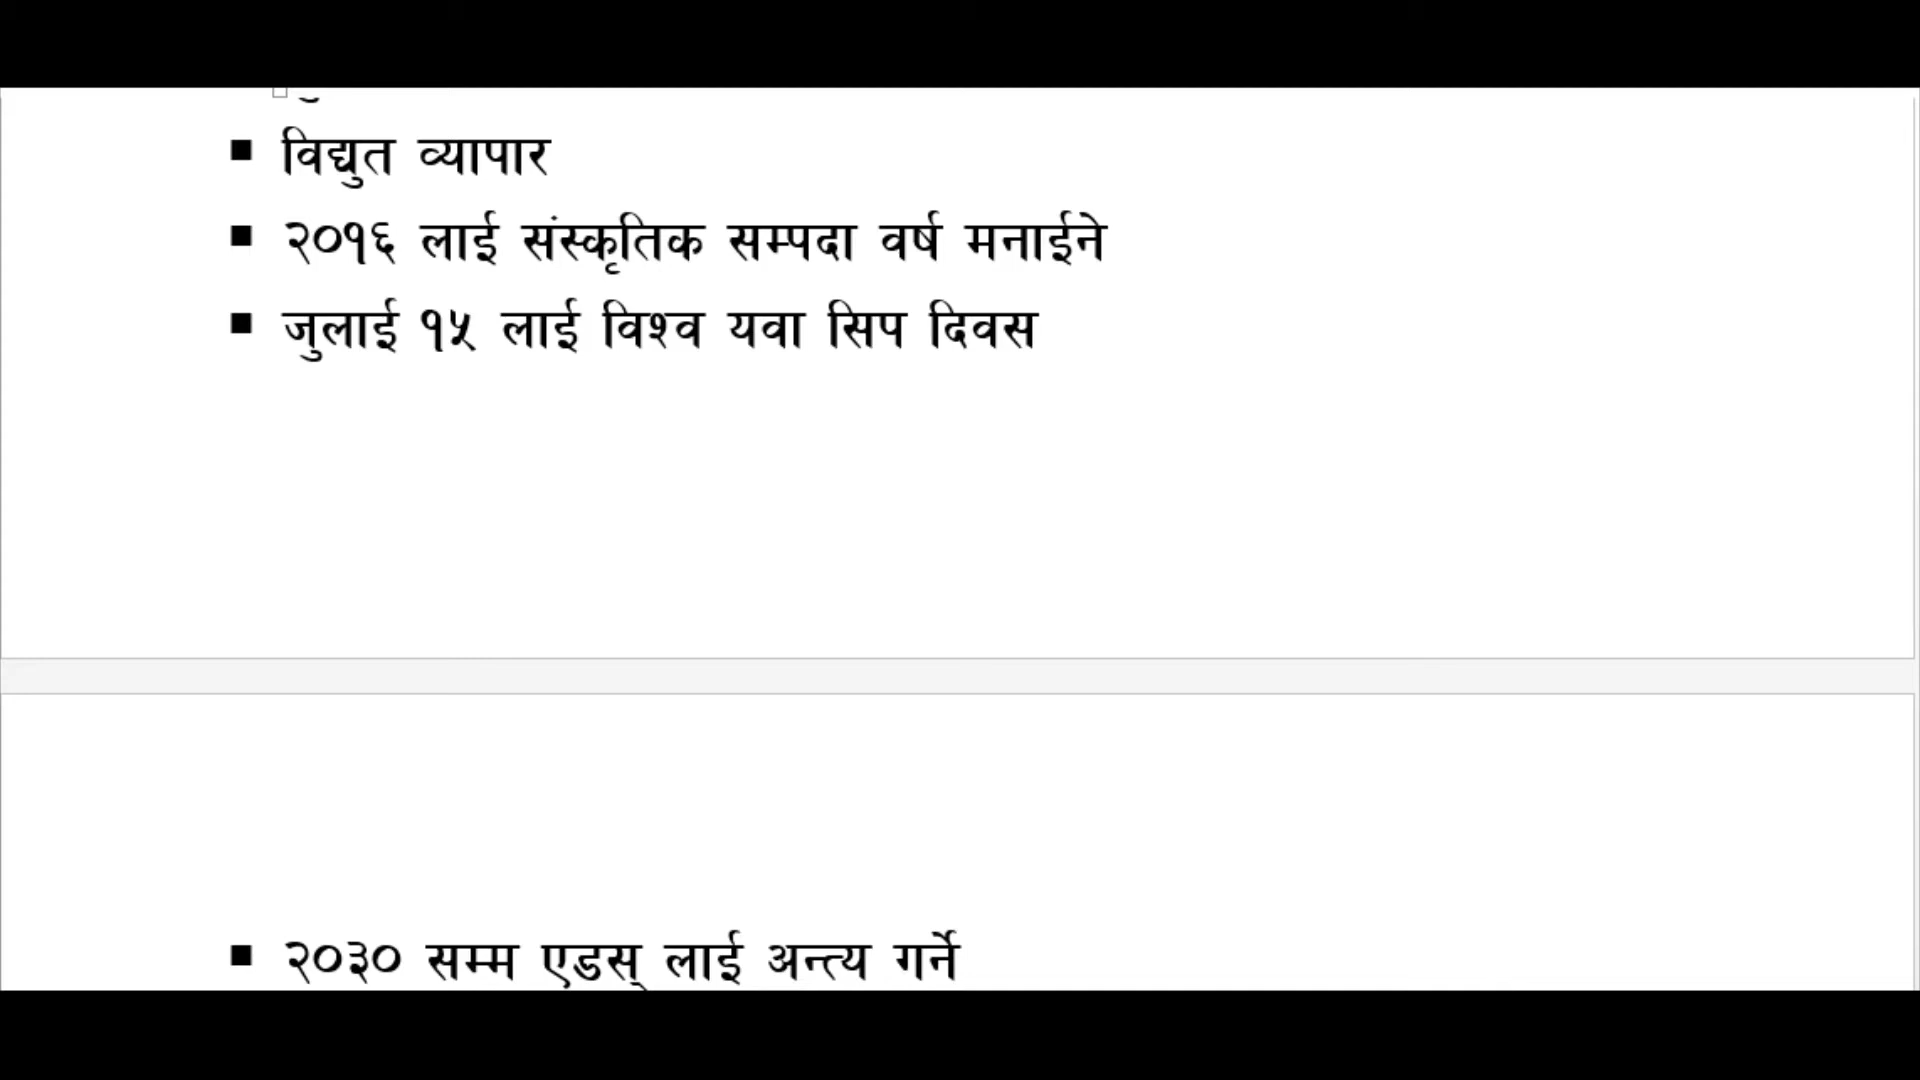 ▪ विद्युत व्यापार
▪ २०१६ लाई संस्कृतिक सम्पदा वर्ष मनाईने
▪ जुलाई १५ लाई विश्व यवा सिप दिवस
▪ २०३० सम्म एडस् लाई अन्त्य गर्ने